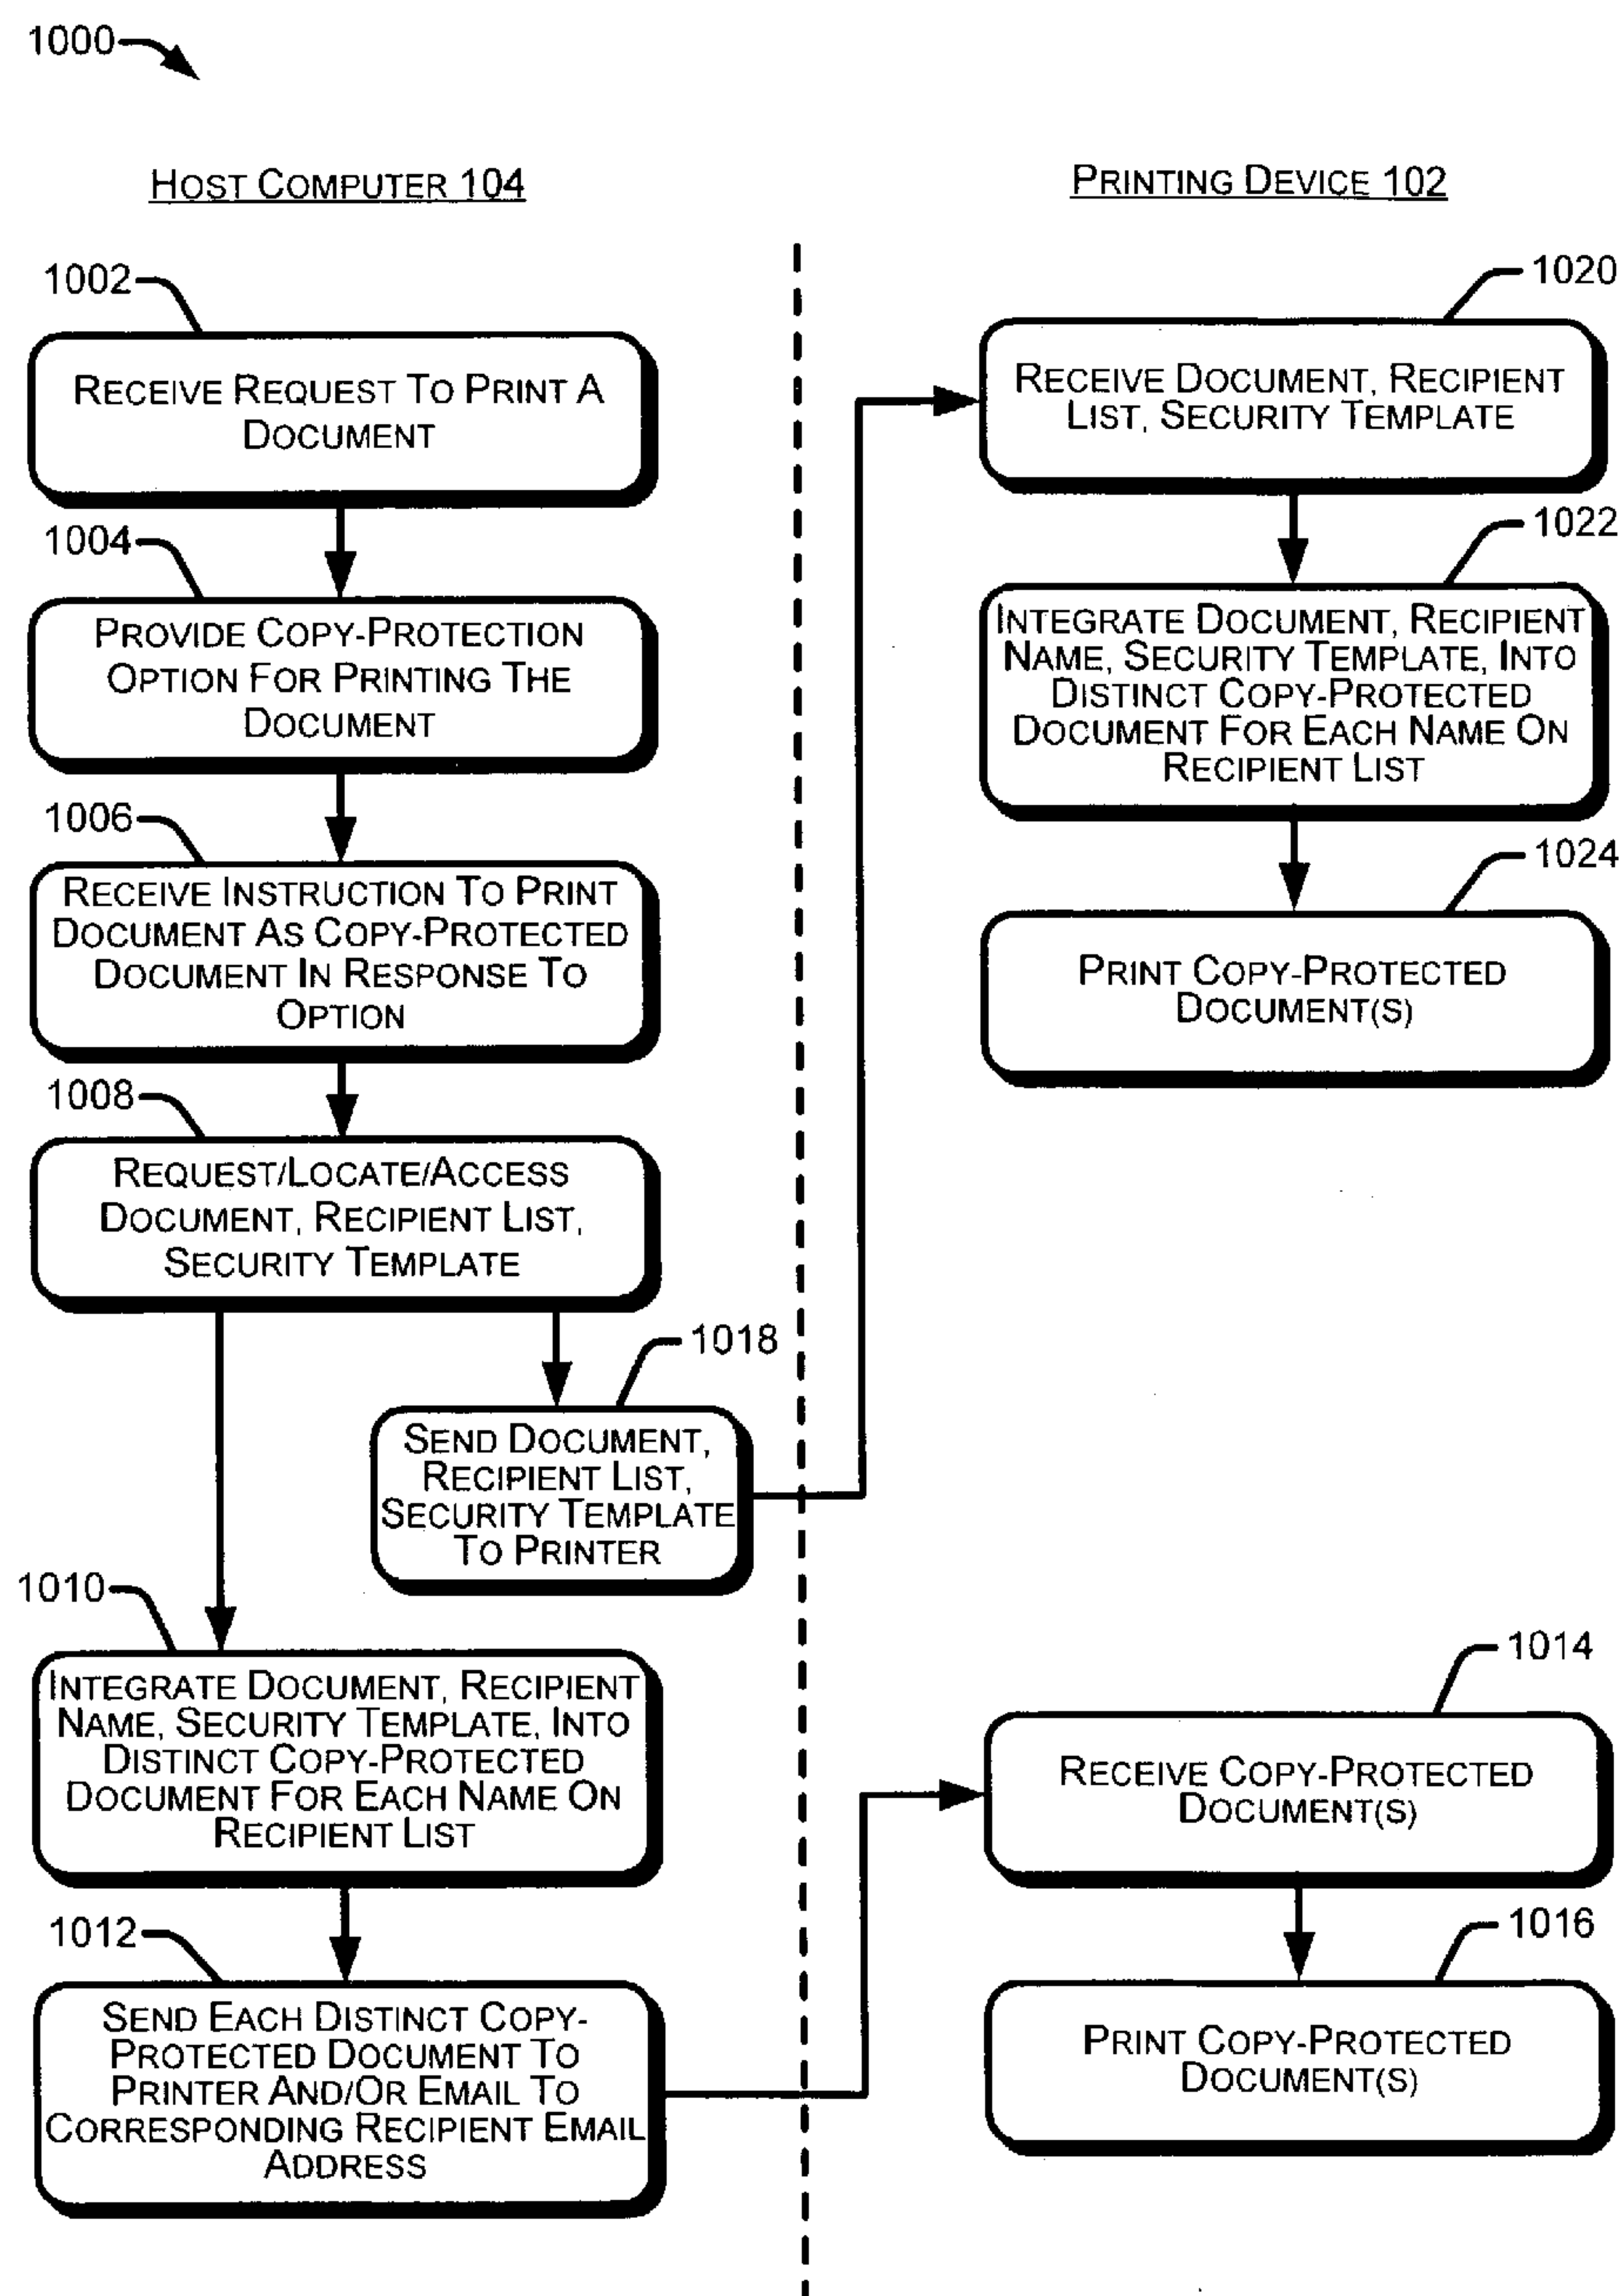 1000
HOST COMPUTER 104
1002
RECEIVE REQUEST TO PRINT A
DOCUMENT
1004
PROVIDE COPY-PROTECTION
OPTION FOR PRINTING THE
DOCUMENT
1006
RECEIVE INSTRUCTION TO PRINT
DOCUMENT AS COPY-PROTECTED
DOCUMENT IN RESPONSE TO
OPTION
1008
REQUEST/LOCATE/ACCESS
DOCUMENT, RECIPIENT LIST,
SECURITY TEMPLATE
1018
SEND DOCUMENT,
RECIPIENT LIST,
SECURITY TEMPLATE
TO PRINTER
1010
INTEGRATE DOCUMENT, RECIPIENT
NAME, SECURITY TEMPLATE, INTO
DISTINCT COPY-PROTECTED
DOCUMENT FOR EACH NAME ON
RECIPIENT LIST
1012
SEND EACH DISTINCT COPY-
PROTECTED DOCUMENT TO
PRINTER AND/OR EMAIL TO
CORRESPONDING RECIPIENT EMAIL
ADDRESS
PRINTING DEVICE 102
1020
RECEIVE DOCUMENT, RECIPIENT
LIST, SECURITY TEMPLATE
1022
INTEGRATE DOCUMENT, RECIPIENT
NAME, SECURITY TEMPLATE, INTO
DISTINCT COPY-PROTECTED
DOCUMENT FOR EACH NAME ON
RECIPIENT LIST
1024
PRINT COPY-PROTECTED
DOCUMENT(S)
1014
RECEIVE COPY-PROTECTED
DOCUMENT(S)
1016
PRINT COPY-PROTECTED
DOCUMENT(S)